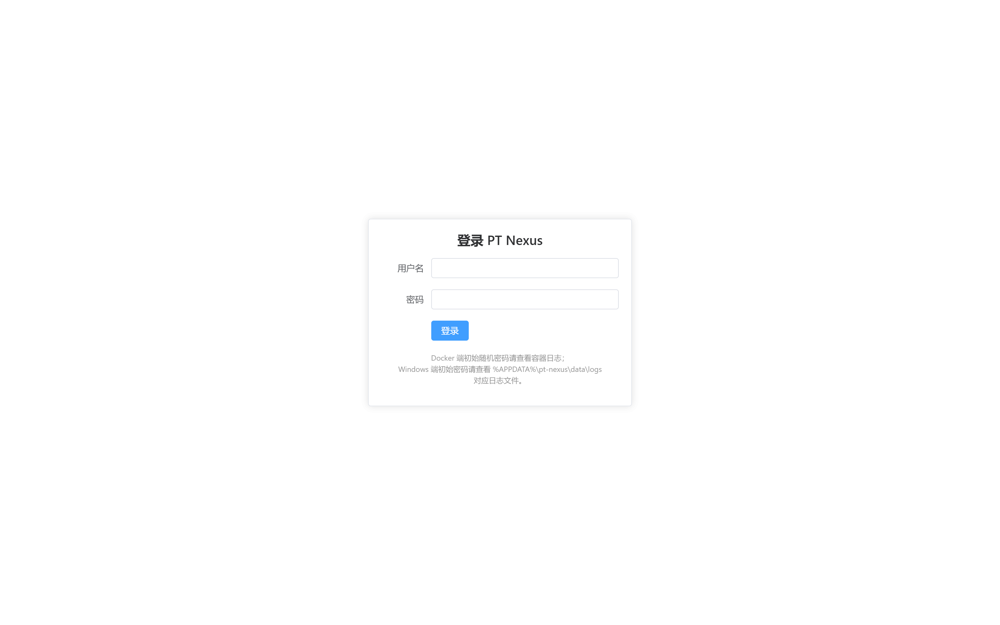 登录 PT Nexus
用户名
密码
登录
Docker 端初始随机密码请查看容器日志；
Windows 端初始密码请查看 %APPDATA%\pt-nexus\data\logs
对应日志文件。